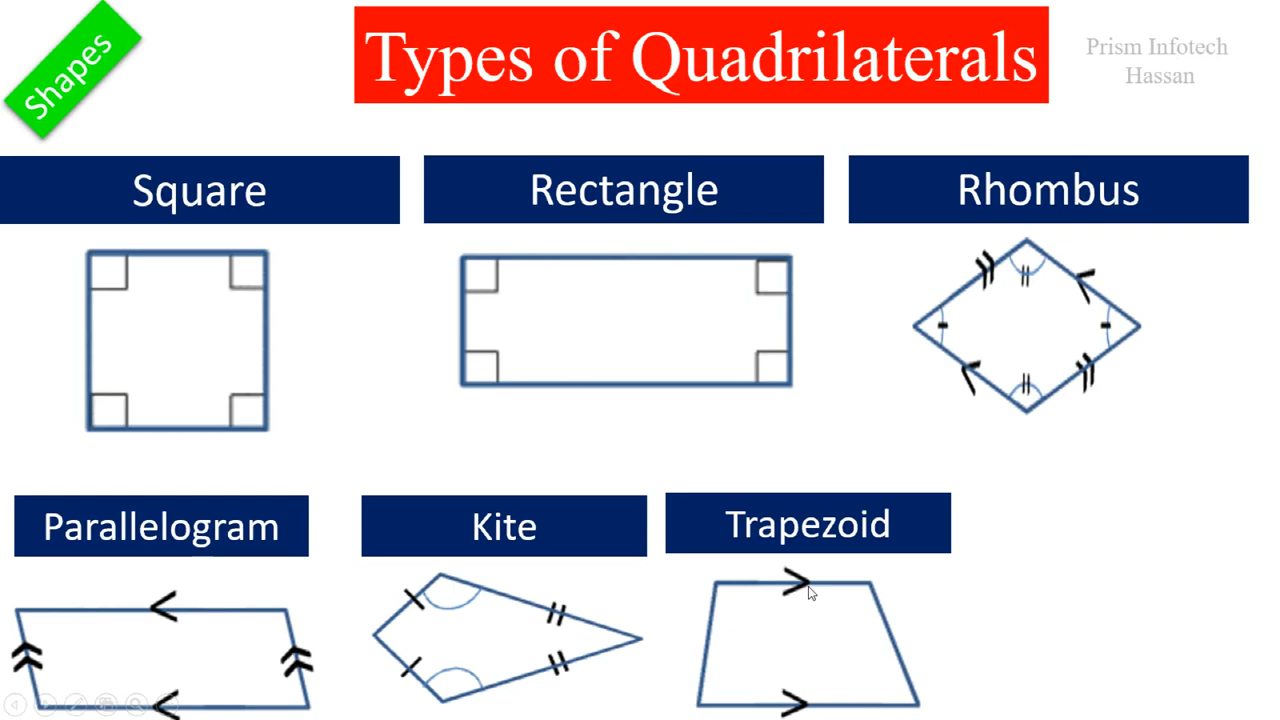 Shapes
Types of Quadrilaterals
Prism Infotech
Hassan
Square
Rectangle
Rhombus
Parallelogram
Kite
Trapezoid